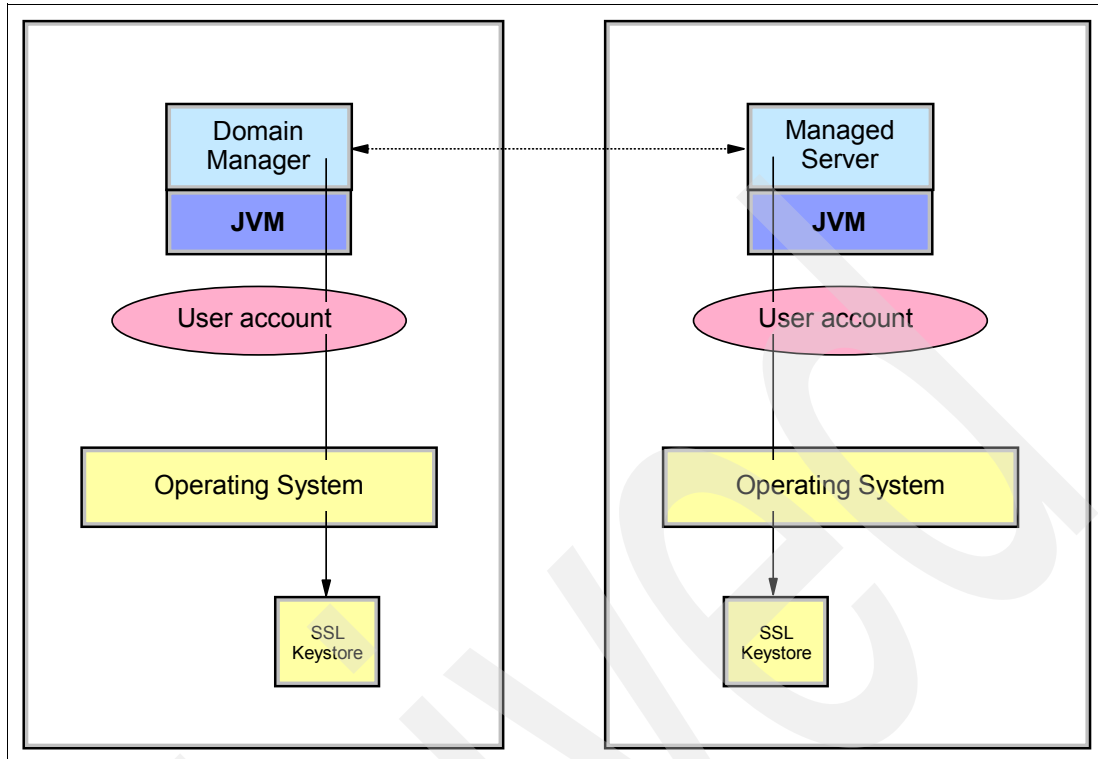 Domain
Manager
JVM
User account
Operating System
SSL
Keystore
Managed
Server
JVM
User account
Operating System
SSL
Keystore